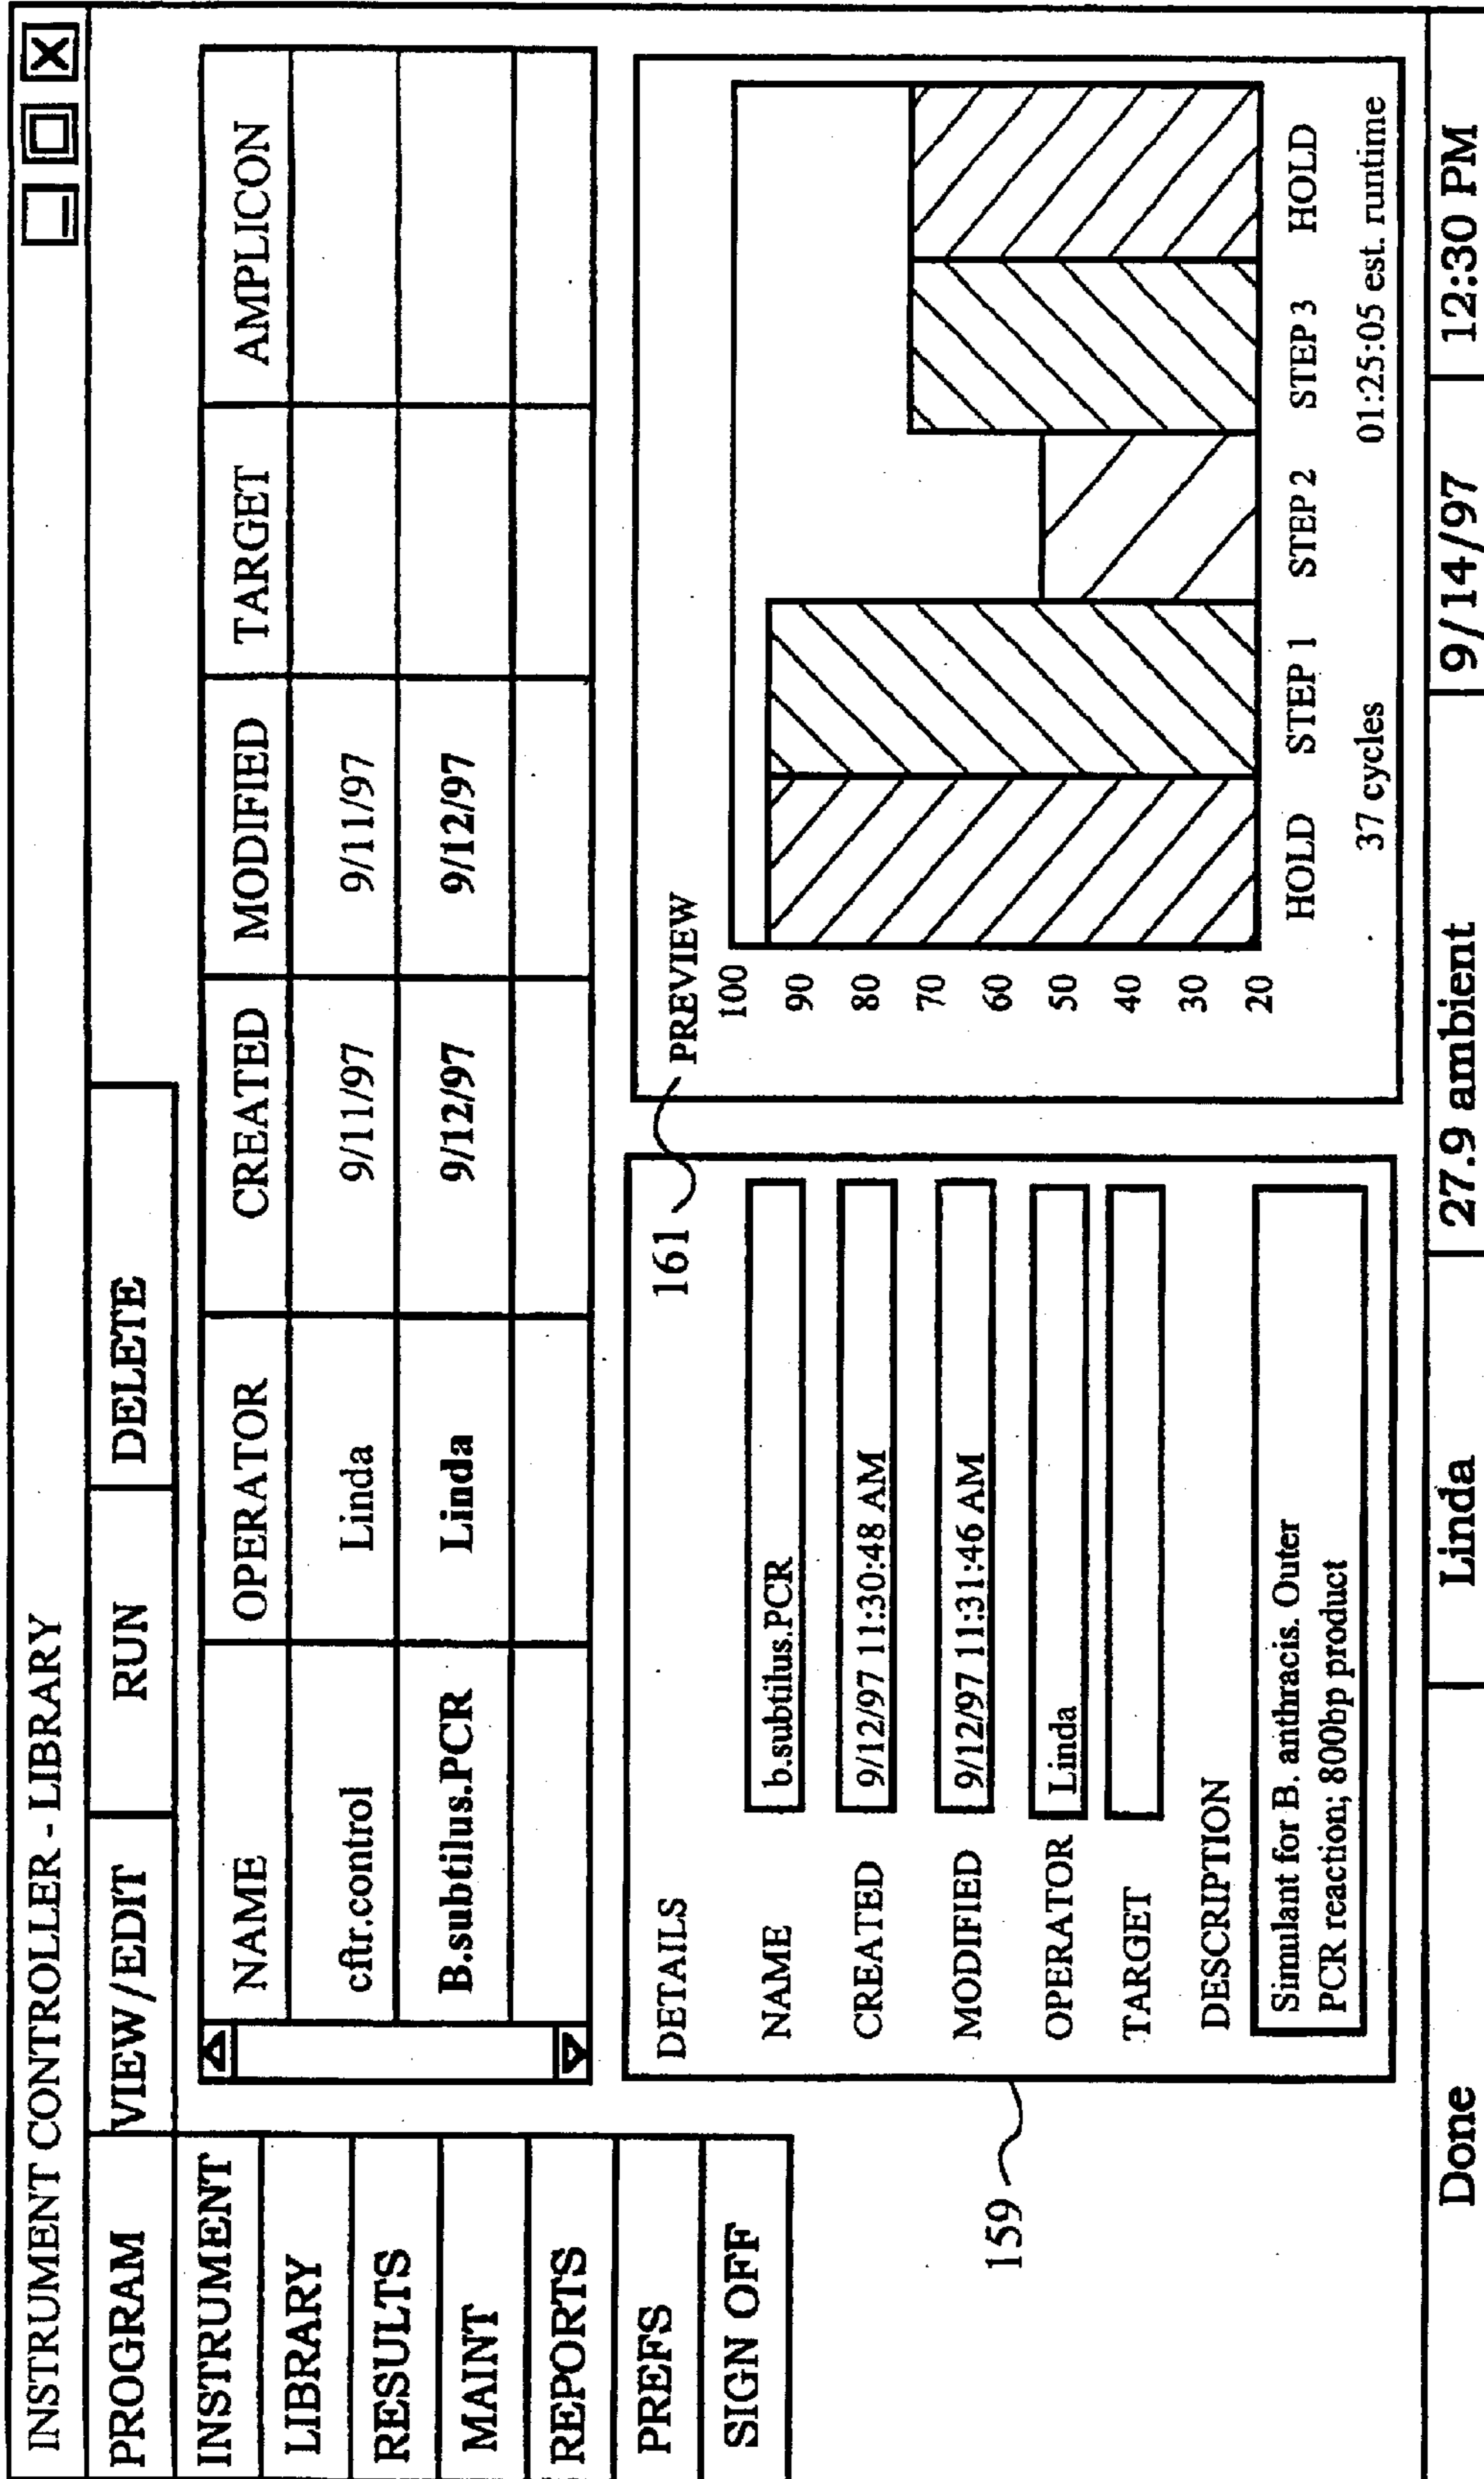 INSTRUMENT CONTROLLER - LIBRARY
PROGRAM VIEW/EDIT RUN DELETE
INSTRUMENT
LIBRARY
RESULTS
MAINT
REPORTS
PREFS
SIGN OFF
NAME OPERATOR CREATED MODIFIED TARGET AMPLICON
cftr.control Linda 9/11/97 9/11/97
B.subtilus.PCR Linda 9/12/97 9/12/97
159
DETAILS
NAME b.subtilus.PCR
CREATED 9/12/97 11:30:48 AM
MODIFIED 9/12/97 11:31:46 AM
OPERATOR Linda
TARGET
DESCRIPTION
Simulant for B. anthracis. Outer
PCR reaction; 800bp product
161
PREVIEW
100
90
80
70
60
50
40
30
20
HOLD STEP 1 STEP 2 STEP 3 HOLD
37 cycles 01:25:05 est. runtime
Done Linda 27.9 ambient 9/14/97 12:30 PM